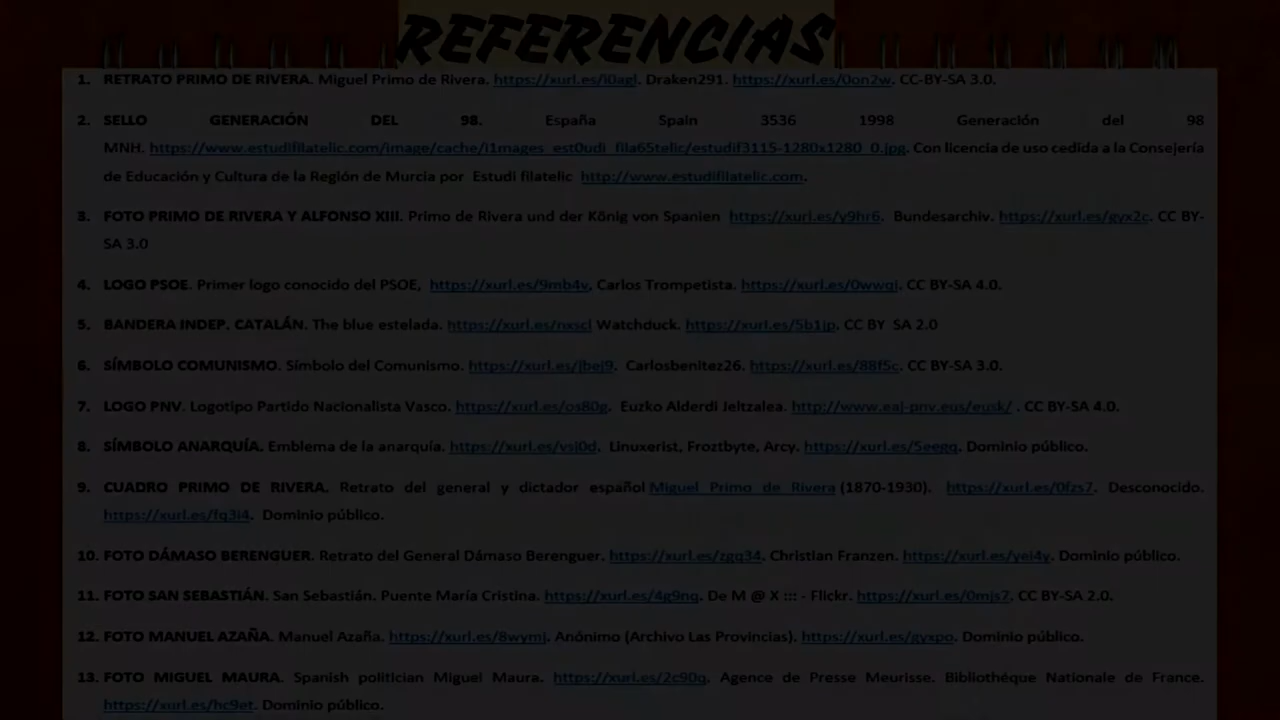 REFERENCIAS
1. RETRATO PRIMO DE RIVERA. Miguel Primo de Rivera. https://xurl.es/i0agl. Draken291. https://xurl.es/0on2w. CC-BY-SA 3.0.
2. SELLO GENERACIÓN DEL 98. España Spain 3536 1998 Generación del 98
MNH. https://www.estudifilatelic.com/image/cache/i1mages_est0udi_fila65telic/estudif3115-1280x1280_0.jpg. Con licencia de uso cedida a la Consejería
de Educación y Cultura de la Región de Murcia por Estudi filatelic http://www.estudifilatelic.com.
3. FOTO PRIMO DE RIVERA Y ALFONSO XIII. Primo de Rivera und der König von Spanien https://xurl.es/y9hr6. Bundesarchiv. https://xurl.es/gyx2c. CC BY-
SA 3.0
4. LOGO PSOE. Primer logo conocido del PSOE, https://xurl.es/9mb4v, Carlos Trompetista. https://xurl.es/0wwqj. CC BY-SA 4.0.
5. BANDERA INDEP. CATALÁN. The blue estelada. https://xurl.es/nxscl Watchduck. https://xurl.es/5b1jp. CC BY SA 2.0
6. SÍMBOLO COMUNISMO. Símbolo del Comunismo. https://xurl.es/jbej9. Carlosbenitez26. https://xurl.es/88f5c. CC BY-SA 3.0.
7. LOGO PNV. Logotipo Partido Nacionalista Vasco. https://xurl.es/os80g. Euzko Alderdi Jeltzalea. http://www.eaj-pnv.eus/eusk/ . CC BY-SA 4.0.
8. SÍMBOLO ANARQUÍA. Emblema de la anarquía. https://xurl.es/vsj0d. Linuxerist, Froztbyte, Arcy. https://xurl.es/5eegq. Dominio público.
9. CUADRO PRIMO DE RIVERA. Retrato del general y dictador español Miguel Primo de Rivera (1870-1930). https://xurl.es/0fzs7. Desconocido.
https://xurl.es/fq3i4. Dominio público.
10. FOTO DÁMASO BERENGUER. Retrato del General Dámaso Berenguer. https://xurl.es/zgq34. Christian Franzen. https://xurl.es/yei4y. Dominio público.
11. FOTO SAN SEBASTIÁN. San Sebastián. Puente María Cristina. https://xurl.es/4g9nq. De M @ X ::: - Flickr. https://xurl.es/0mjs7. CC BY-SA 2.0.
12. FOTO MANUEL AZAÑA. Manuel Azaña. https://xurl.es/8wymj. Anónimo (Archivo Las Provincias). https://xurl.es/gyxpo. Dominio público.
13. FOTO MIGUEL MAURA. Spanish politician Miguel Maura. https://xurl.es/2c90q. Agence de Presse Meurisse. Bibliothéque Nationale de France.
https://xurl.es/hc9et. Dominio público.